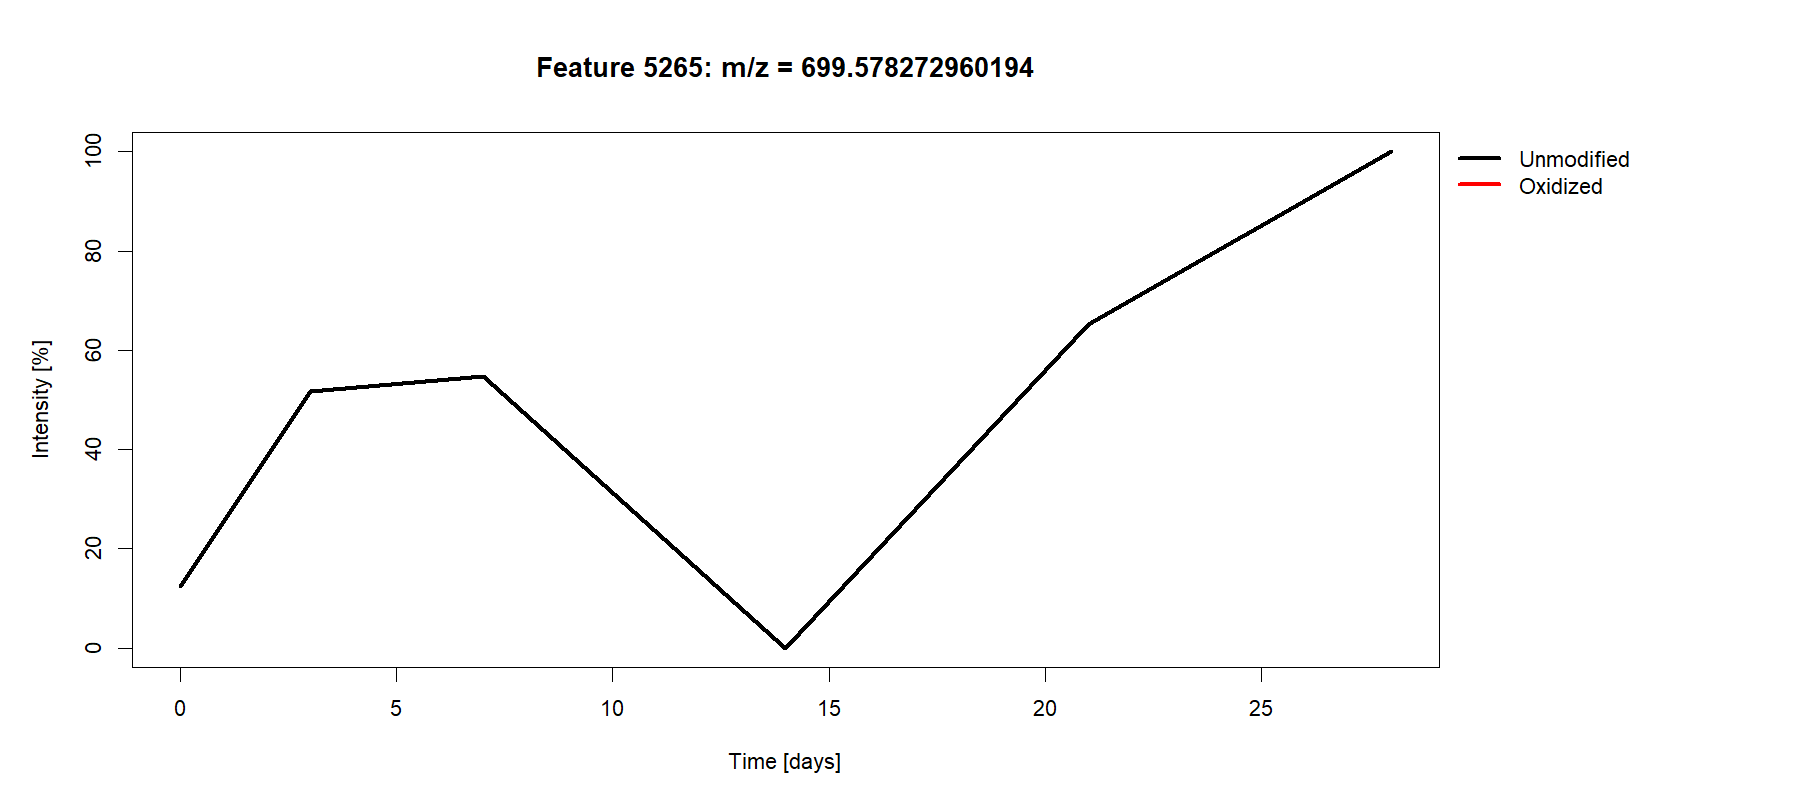 Feature 5265: m/z = 699.578272960194
Unmodified
Oxidized
Intensity [%]
100
80
60
40
20
0
0 5 10 15 20 25
Time [days]